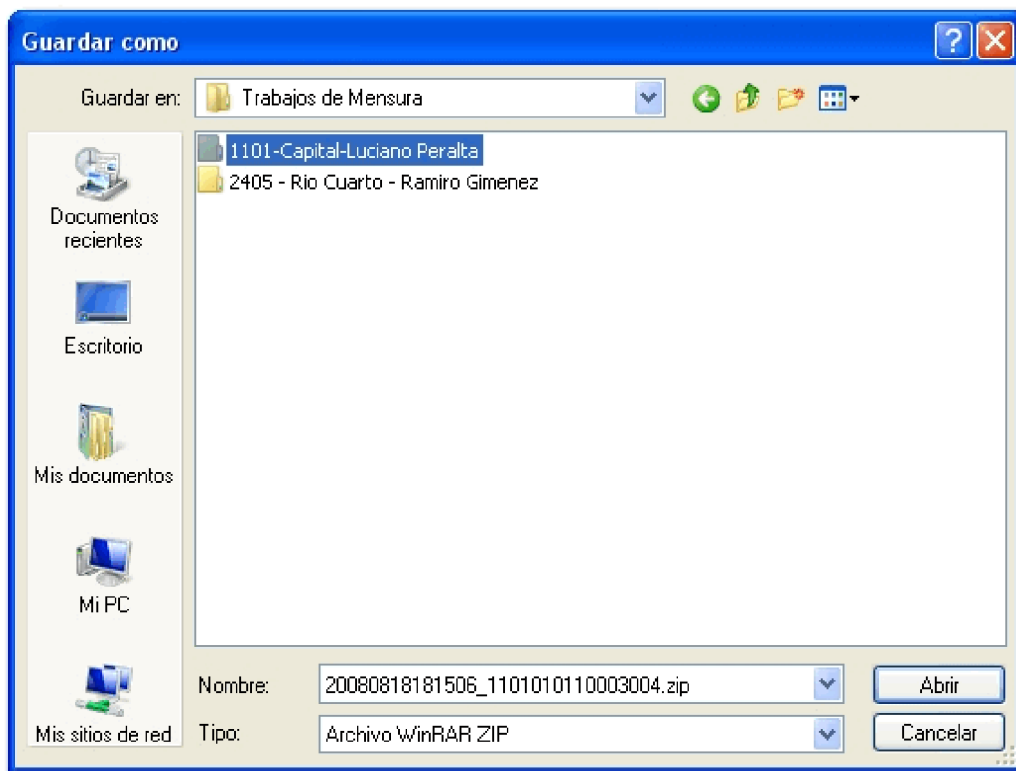 Guardar como
Guardar en:
Trabajos de Mensura
1101-Capital-Luciano Peralta
2405 - Rio Cuarto - Ramiro Gimenez
Documentos
recientes
Escritorio
Mis documentos
Mi PC
Mis sitios de red
Nombre:
20080818181506_1101010110003004.zip
Abrir
Tipo:
Archivo WinRAR ZIP
Cancelar